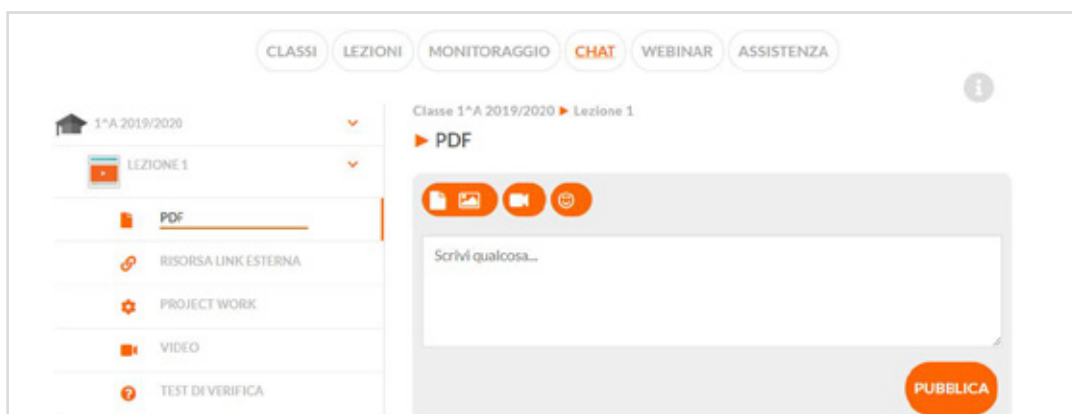 CLASSI LEZIONI MONITORAGGIO CHAT WEBINAR ASSISTENZA
1^A 2019/2020
LEZIONE 1
PDF
RISORSA LINK ESTERNA
PROJECT WORK
VIDEO
TEST DI VERIFICA
Classe 1^A 2019/2020 ► Lezione 1
► PDF
Scrivi qualcosa...
PUBBLICA